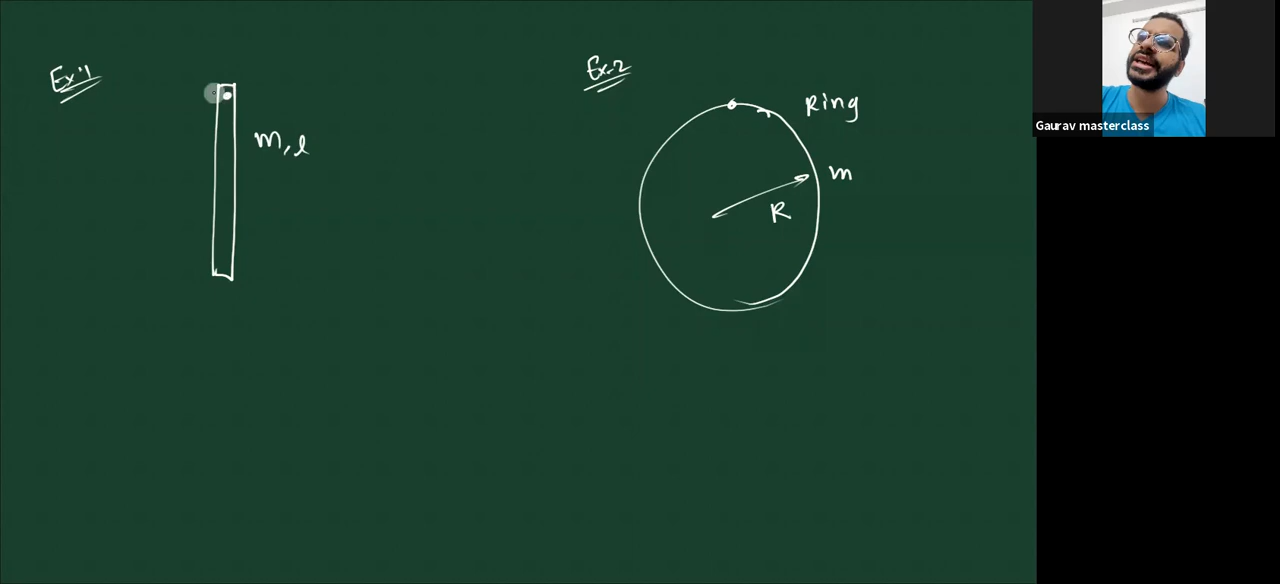 Ex-1
m, l
Ex-2
Ring
m
R
Gaurav masterclass